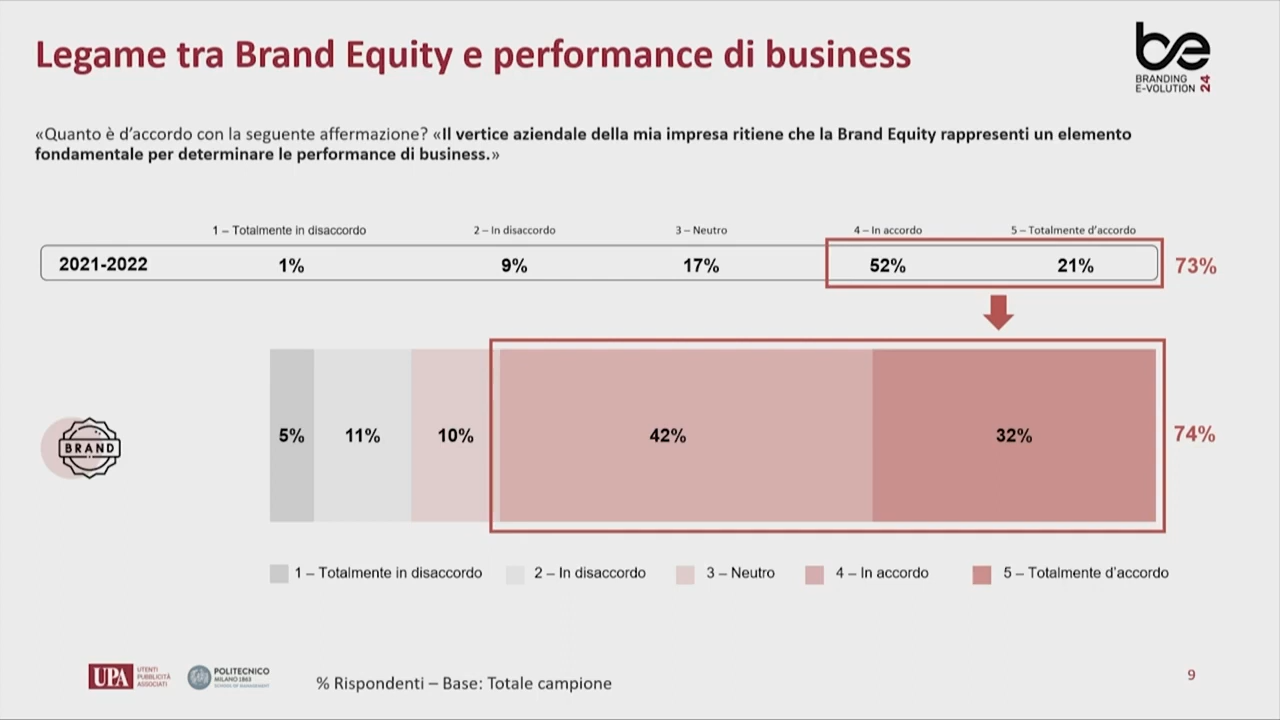 Legame tra Brand Equity e performance di business
be
BRANDING
E-VOLUTION 24
«Quanto è d'accordo con la seguente affermazione? «Il vertice aziendale della mia impresa ritiene che la Brand Equity rappresenti un elemento
fondamentale per determinare le performance di business.»
1 – Totalmente in disaccordo 2 – In disaccordo 3 – Neutro 4 – In accordo 5 – Totalmente d'accordo
2021-2022 1% 9% 17% 52% 21% 73%
BRAND 5% 11% 10% 42% 32% 74%
1 – Totalmente in disaccordo 2 – In disaccordo 3 – Neutro 4 – In accordo 5 – Totalmente d'accordo
UPA UTENTI
PUBBLICITÀ
ASSOCIATI
POLITECNICO
MILANO 1863
SCHOOL OF MANAGEMENT
% Rispondenti – Base: Totale campione
9